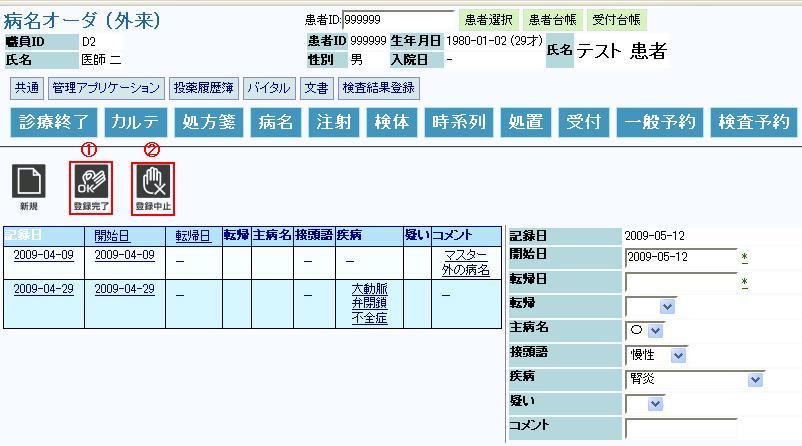 病名オーダ (外来)
患者ID: 999999 患者選択 患者台帳 受付台帳
職員ID D2
氏名 医師 二
患者ID 999999 生年月日 1980-01-02 (29才)
性別 男 入院日 -
氏名 テスト 患者
共通 管理アプリケーション 投薬履歴簿 バイタル 文書 検査結果登録
診療終了 カルテ 処方箋 病名 注射 検体 時系列 処置 受付 一般予約 検査予約
① ②
OK
新規 登録完了 登録中止
記録日 開始日 転帰日 転帰 主病名 接頭語 疾病 疑い コメント
2009-04-09 2009-04-09 _ _ _ マスター
外の病名
2009-04-29 2009-04-29 _ _ 大動脈
弁閉鎖
不全症 _
記録日 2009-05-12
開始日 2009-05-12 *
転帰日 *
転帰
主病名 ○
接頭語 慢性
疾病 腎炎
疑い
コメント